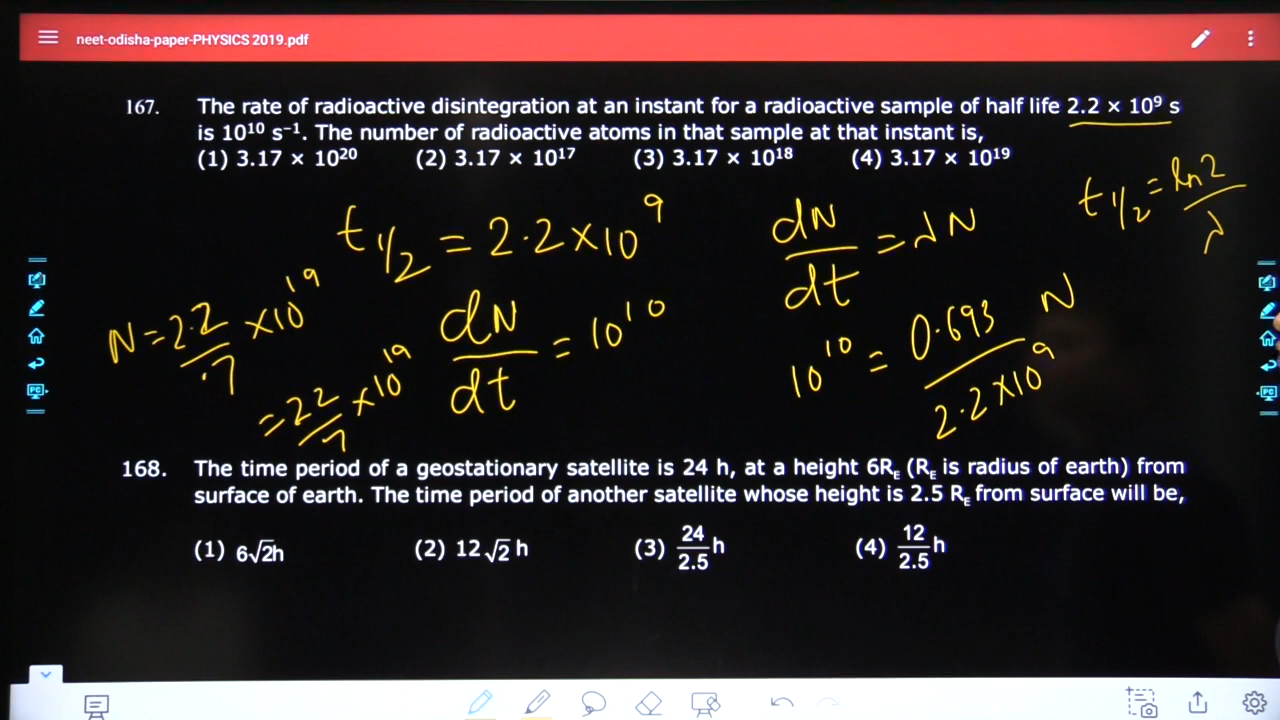 neet-odisha-paper-PHYSICS 2019.pdf
167. The rate of radioactive disintegration at an instant for a radioactive sample of half life 2.2 × 10⁹ s
is 10¹⁰ s⁻¹. The number of radioactive atoms in that sample at that instant is,
(1) 3.17 × 10²⁰ (2) 3.17 × 10¹⁷ (3) 3.17 × 10¹⁸ (4) 3.17 × 10¹⁹
t1/2 = ln2/λ
t1/2 = 2.2×10⁹
dN/dt = λN
N = 2.2/.7 ×10¹⁹
dN/dt = 10¹⁰
10¹⁰ = 0.693/2.2×10⁹ N
= 22/7 ×10¹⁹
168. The time period of a geostationary satellite is 24 h, at a height 6RE (RE is radius of earth) from
surface of earth. The time period of another satellite whose height is 2.5 RE from surface will be,
(1) 6√2h (2) 12√2 h (3) 24/2.5 h (4) 12/2.5 h
PC
PC